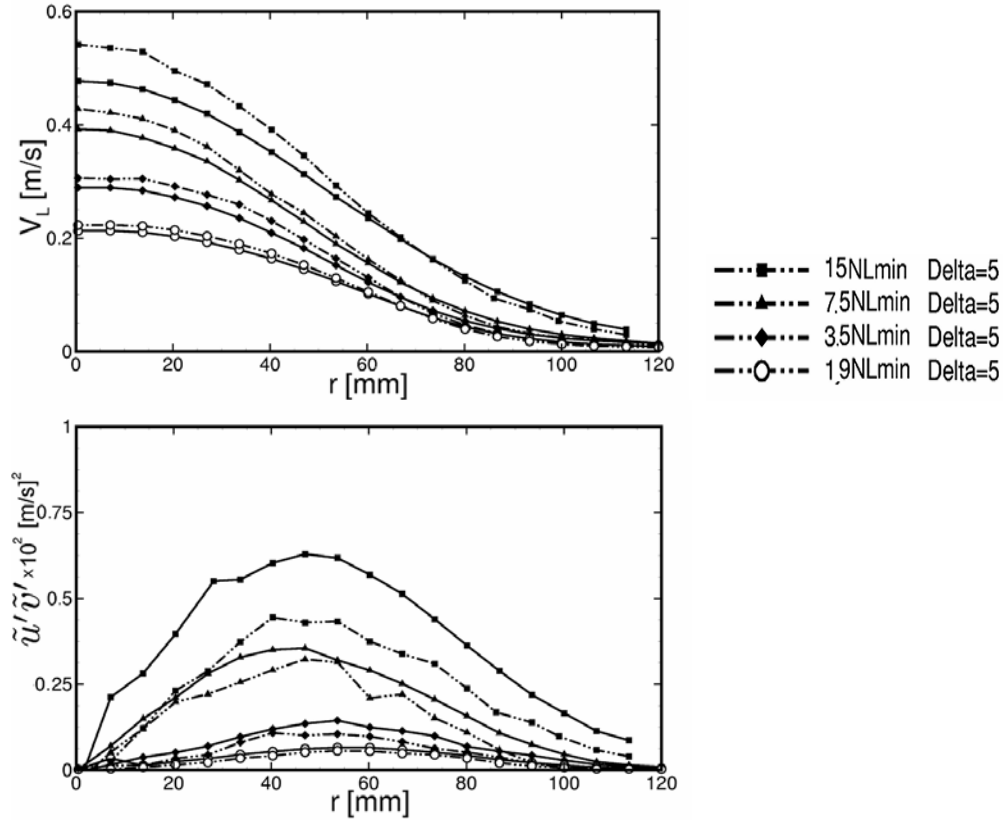 0.6
0.4
0.2
0
V_L [m/s]
0 20 40 60 80 100 120
r [mm]
15NLmin Delta=5
7.5NLmin Delta=5
3.5NLmin Delta=5
1.9NLmin Delta=5
1
0.75
0.5
0.25
0
ũ′ṽ′ ×10² [m/s]²
0 20 40 60 80 100 120
r [mm]